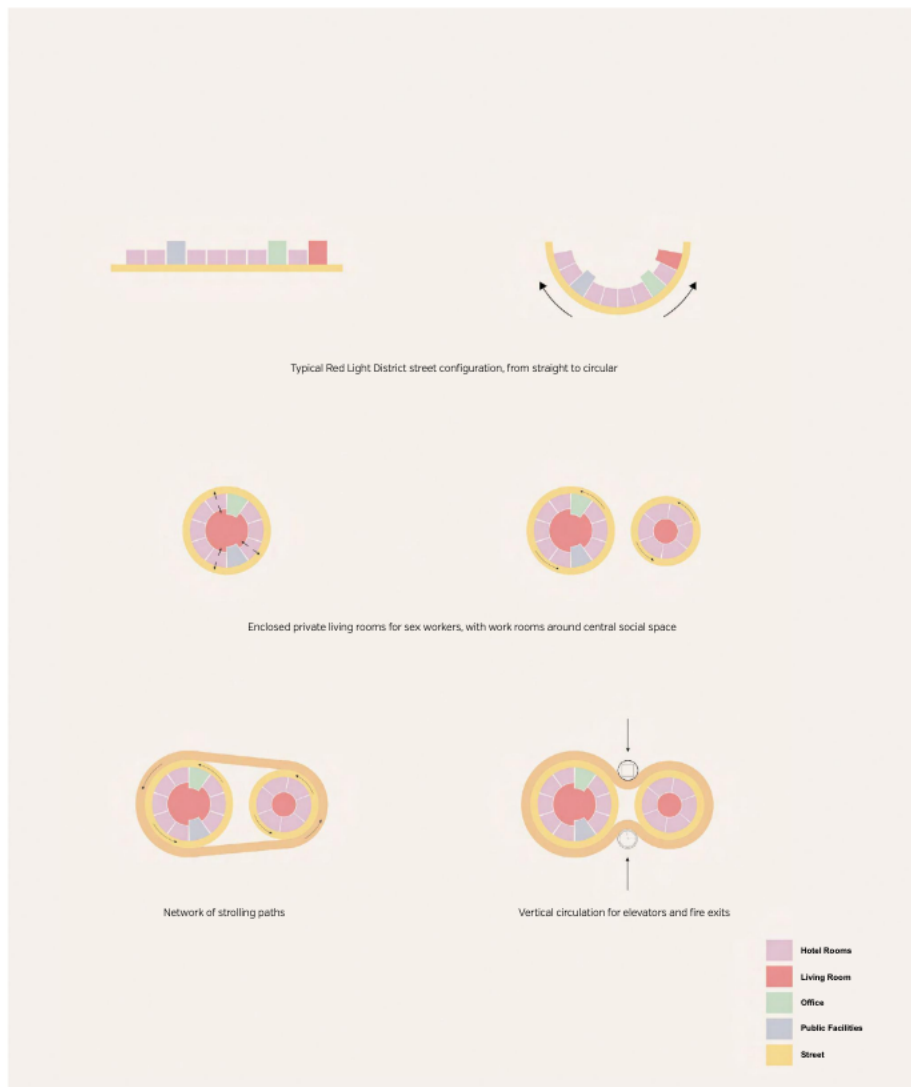 Typical Red Light District street configuration, from straight to circular
Enclosed private living rooms for sex workers, with work rooms around central social space
Network of strolling paths
Vertical circulation for elevators and fire exits
Hotel Rooms
Living Room
Office
Public Facilities
Street